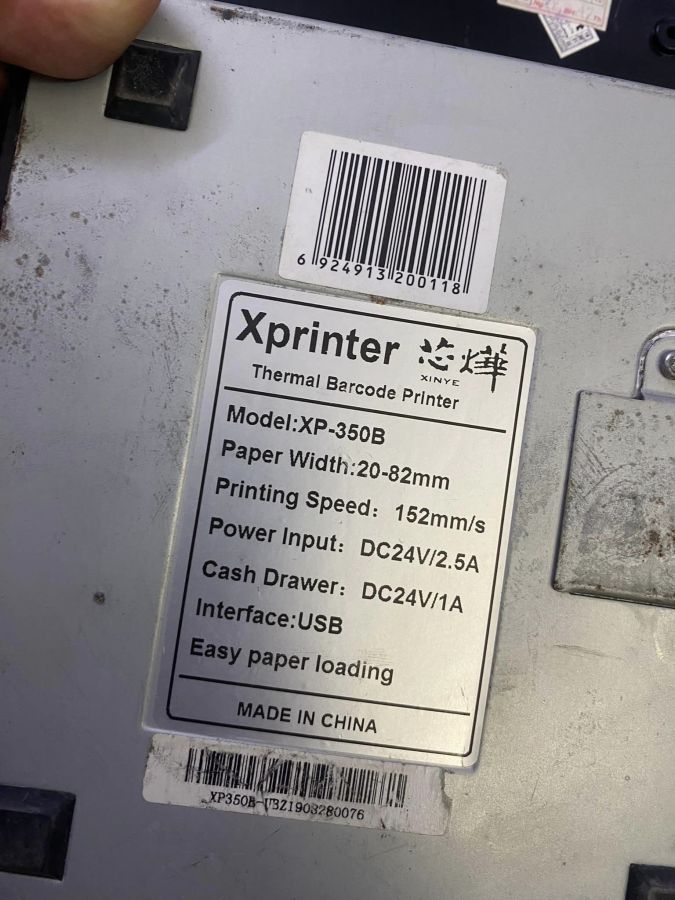 6 924913 200118
Xprinter 芯燁
XINYE
Thermal Barcode Printer
Model:XP-350B
Paper Width:20-82mm
Printing Speed: 152mm/s
Power Input: DC24V/2.5A
Cash Drawer: DC24V/1A
Interface:USB
Easy paper loading
MADE IN CHINA